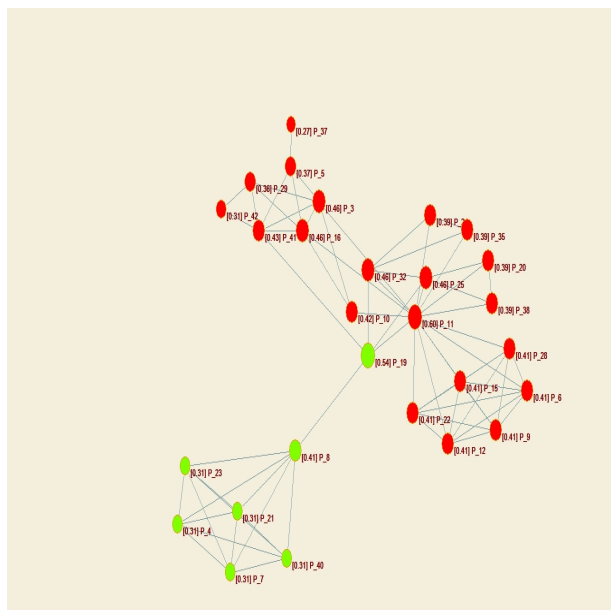 [0.27] P_37
[0.37] P_5
[0.36] P_29
[0.46] P_3
[0.31] P_42
[0.43] P_41
[0.46] P_16
[0.39]
[0.39] P_35
[0.39] P_20
[0.46] P_32
[0.46] P_25
[0.39] P_38
[0.42] P_10
[0.60] P_11
[0.41] P_28
[0.54] P_19
[0.41] P_15
[0.41] P_6
[0.41] P_22
[0.41] P_9
[0.41] P_12
[0.41] P_8
[0.31] P_23
[0.31] P_21
[0.31] P_4
[0.31] P_40
[0.31] P_7